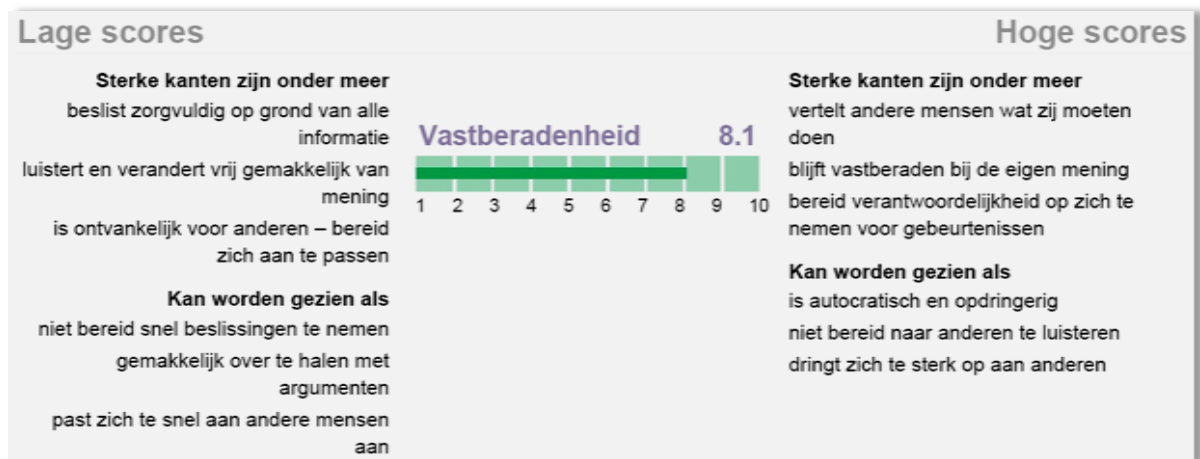 Lage scores
Hoge scores
Sterke kanten zijn onder meer
beslist zorgvuldig op grond van alle
informatie
luistert en verandert vrij gemakkelijk van
mening
is ontvankelijk voor anderen – bereid
zich aan te passen
Kan worden gezien als
niet bereid snel beslissingen te nemen
gemakkelijk over te halen met
argumenten
past zich te snel aan andere mensen
aan
Vastberadenheid 8.1
1 2 3 4 5 6 7 8 9 10
Sterke kanten zijn onder meer
vertelt andere mensen wat zij moeten
doen
blijft vastberaden bij de eigen mening
bereid verantwoordelijkheid op zich te
nemen voor gebeurtenissen
Kan worden gezien als
is autocratisch en opdringerig
niet bereid naar anderen te luisteren
dringt zich te sterk op aan anderen